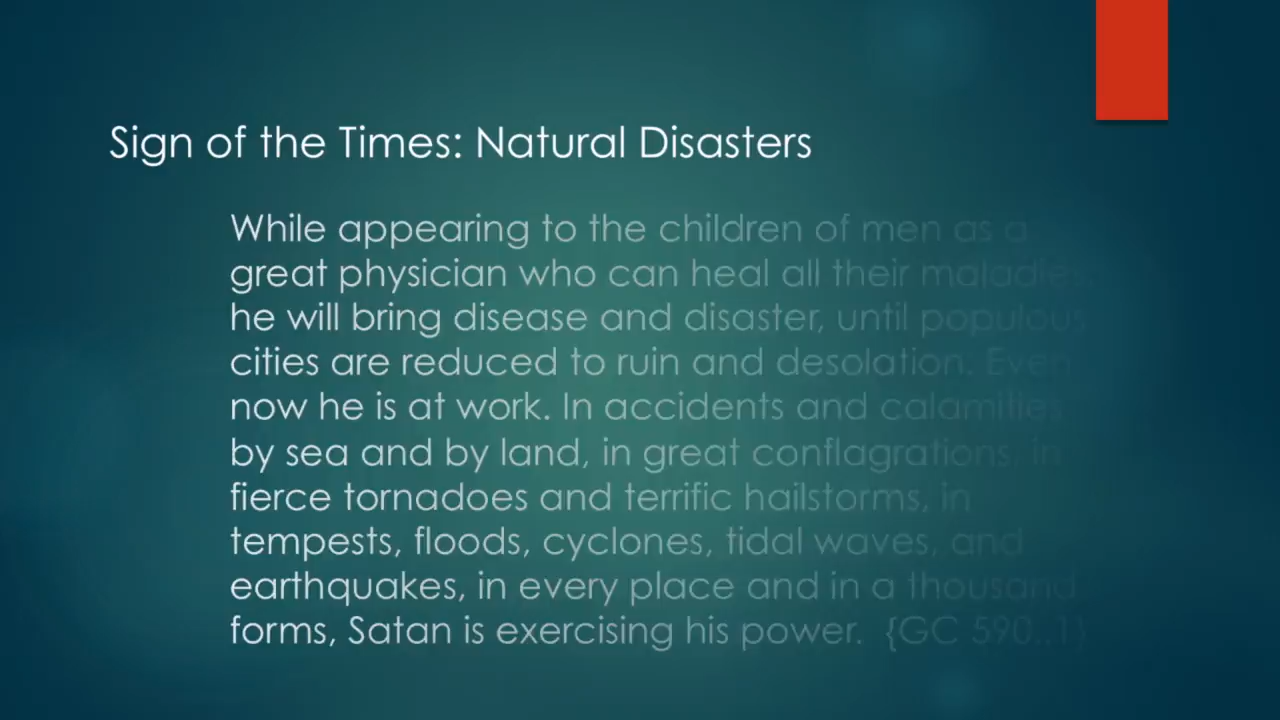 Sign of the Times: Natural Disasters
While appearing to the children of men as a
great physician who can heal all their maladies,
he will bring disease and disaster, until populous
cities are reduced to ruin and desolation. Even
now he is at work. In accidents and calamities
by sea and by land, in great conflagrations, in
fierce tornadoes and terrific hailstorms, in
tempests, floods, cyclones, tidal waves, and
earthquakes, in every place and in a thousand
forms, Satan is exercising his power. {GC 590.,1}